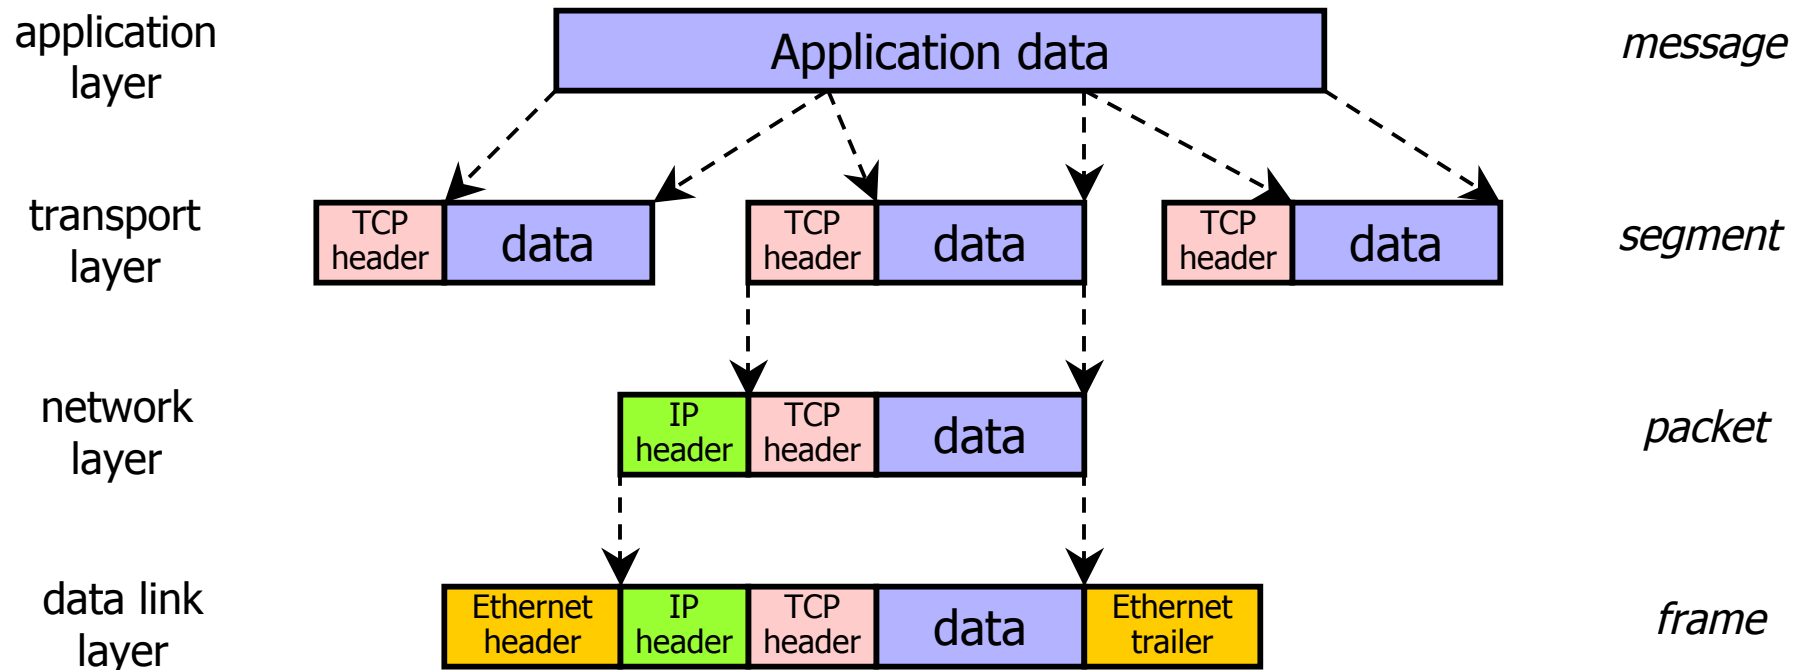 application
layer
Application data
message
transport
layer
TCP
header
data
TCP
header
data
TCP
header
data
segment
network
layer
IP
header
TCP
header
data
packet
data link
layer
Ethernet
header
IP
header
TCP
header
data
Ethernet
trailer
frame